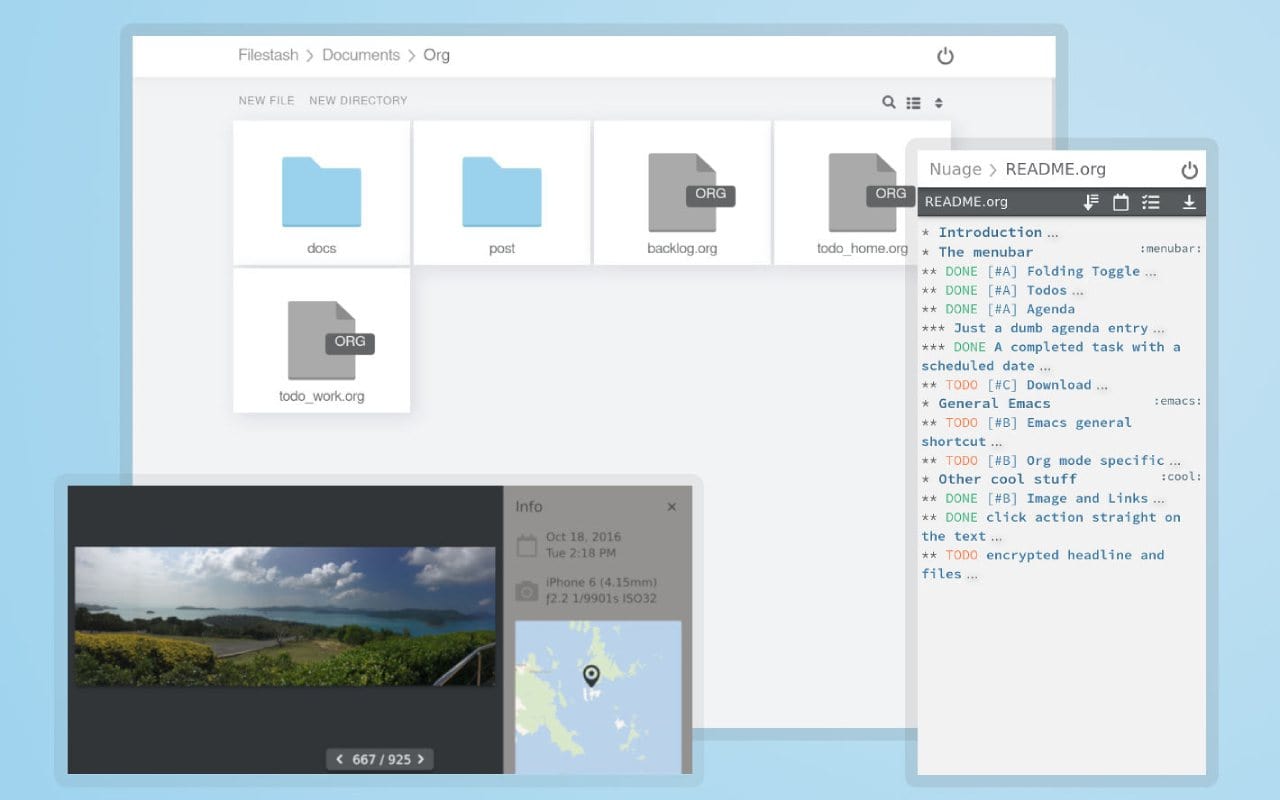 Filestash > Documents > Org
NEW FILE NEW DIRECTORY
docs
post
ORG
backlog.org
ORG
todo_home.org
ORG
todo_work.org
Nuage > README.org
README.org
* Introduction ...
* The menubar :menubar:
** DONE [#A] Folding Toggle ...
** DONE [#A] Todos ...
** DONE [#A] Agenda
*** Just a dumb agenda entry ...
*** DONE A completed task with a
scheduled date ...
** TODO [#C] Download ...
* General Emacs :emacs:
** TODO [#B] Emacs general
shortcut ...
** TODO [#B] Org mode specific ...
* Other cool stuff :cool:
** DONE [#B] Image and Links ...
** DONE click action straight on
the text ...
** TODO encrypted headline and
files ...
Info ×
Oct 18, 2016
Tue 2:18 PM
iPhone 6 (4.15mm)
ƒ2.2 1/9901s ISO32
< 667 / 925 >